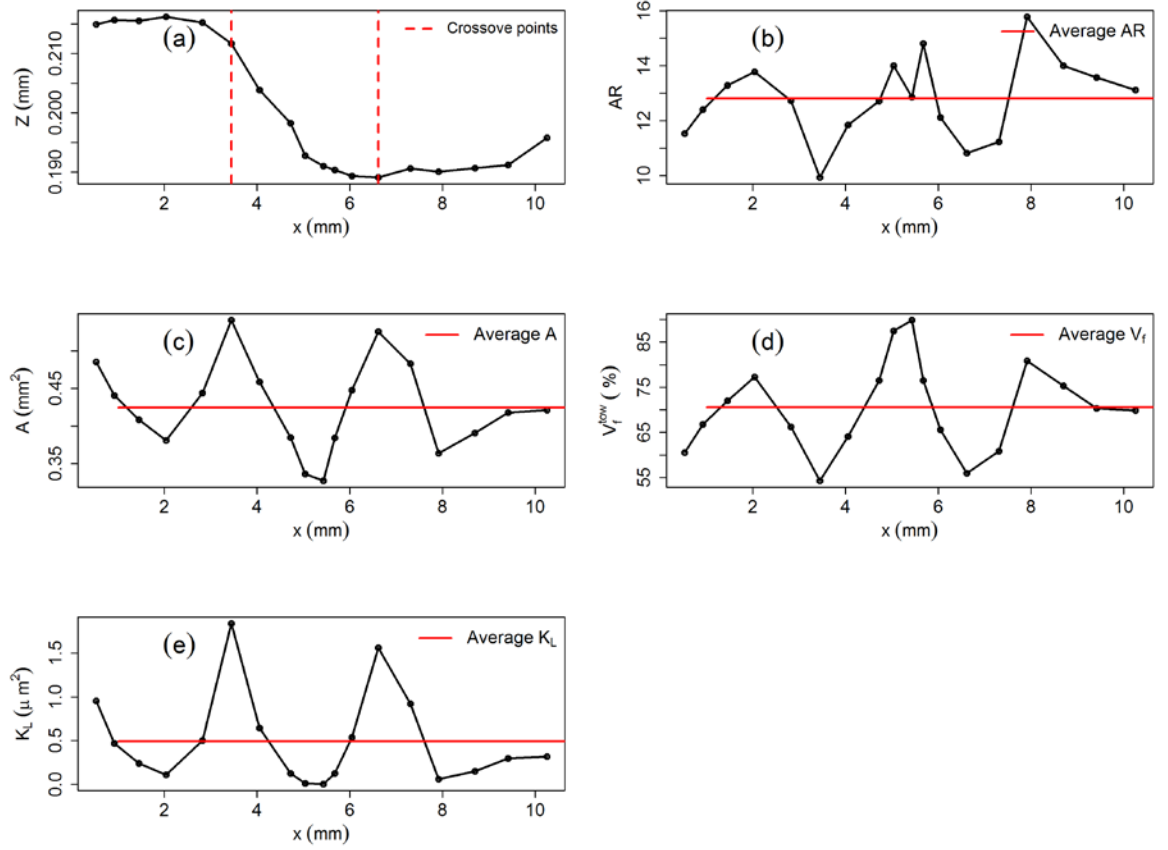 (a)
Crossove points
Z (mm)
0.190 0.200 0.210
2 4 6 8 10
x (mm)
(b)
Average AR
AR
10 12 14 16
2 4 6 8 10
x (mm)
(c)
Average A
A (mm²)
0.35 0.45
2 4 6 8 10
x (mm)
(d)
Average V_f
V_f^tow (%)
55 65 75 85
2 4 6 8 10
x (mm)
(e)
Average K_L
K_L (μ m²)
0.0 0.5 1.0 1.5
2 4 6 8 10
x (mm)